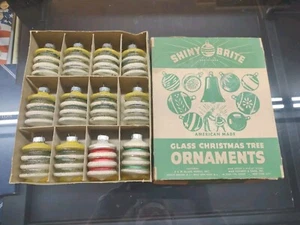 SHINY BRITE
AMERICAN MADE
GLASS CHRISTMAS TREE
ORNAMENTS